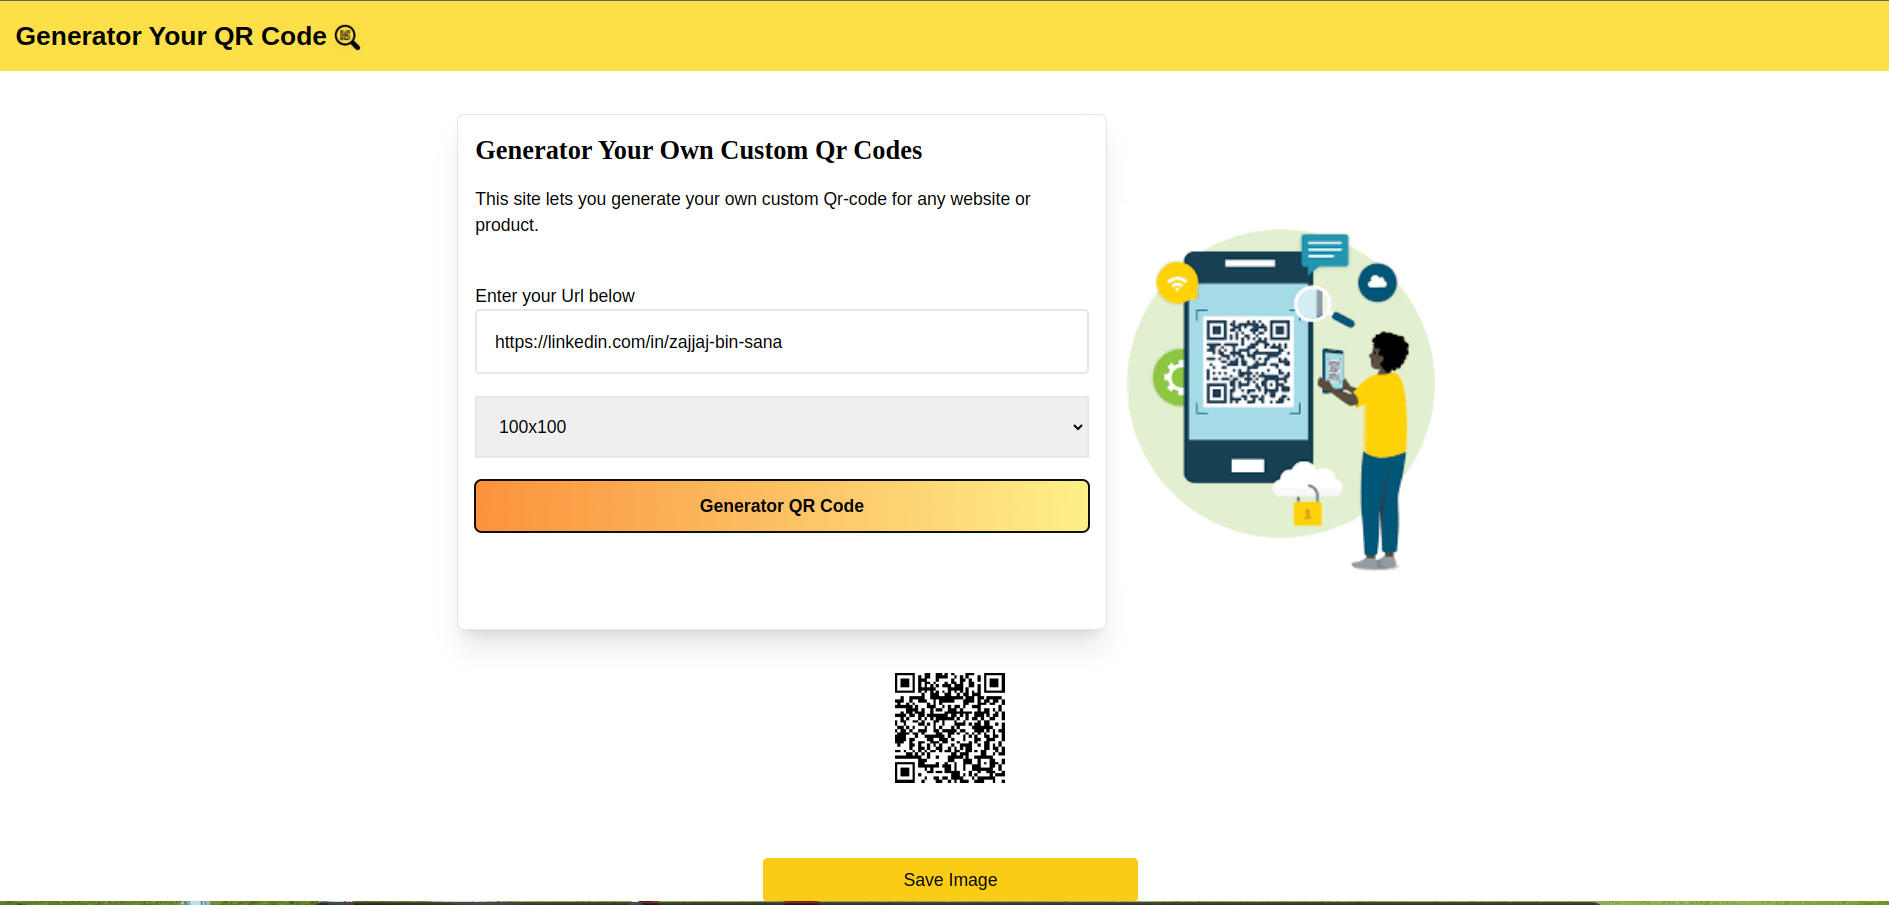 Generator Your QR Code
Generator Your Own Custom Qr Codes
This site lets you generate your own custom Qr-code for any website or
product.
Enter your Url below
https://linkedin.com/in/zajjaj-bin-sana
100x100
Generator QR Code
1
Save Image